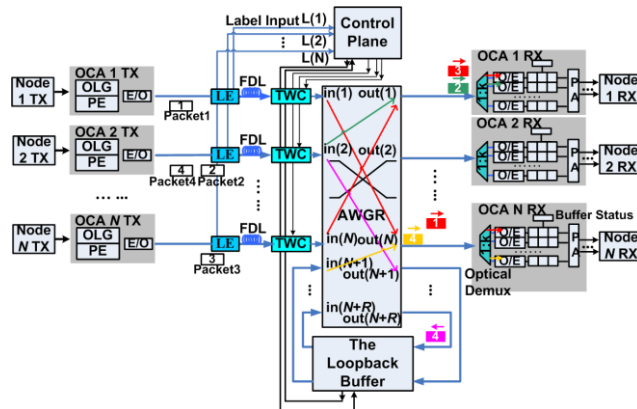 Label Input
L(1)
L(2)
⋮
L(N)
Control
Plane
Node
1 TX
OCA 1 TX
OLG
PE
E/O
1
Packet1
LE
FDL
TWC
in(1)
out(1)
3
2
OCA 1 RX
1:K
O/E
O/E
......
O/E
P
A
Node
1 RX
Node
2 TX
OCA 2 TX
OLG
PE
E/O
4
Packet4
2
Packet2
LE
FDL
TWC
in(2)
out(2)
OCA 2 RX
1:K
O/E
O/E
......
O/E
P
A
Node
2 RX
... ...
AWGR
Node
N TX
OCA N TX
OLG
PE
E/O
3
Packet3
LE
FDL
TWC
in(N)
out(N)
1
4
OCA N RX
Buffer Status
1:K
O/E
O/E
......
O/E
P
A
Node
N RX
in(N+1)
out(N+1)
Optical
Demux
in(N+R)
out(N+R)
4
The
Loopback
Buffer